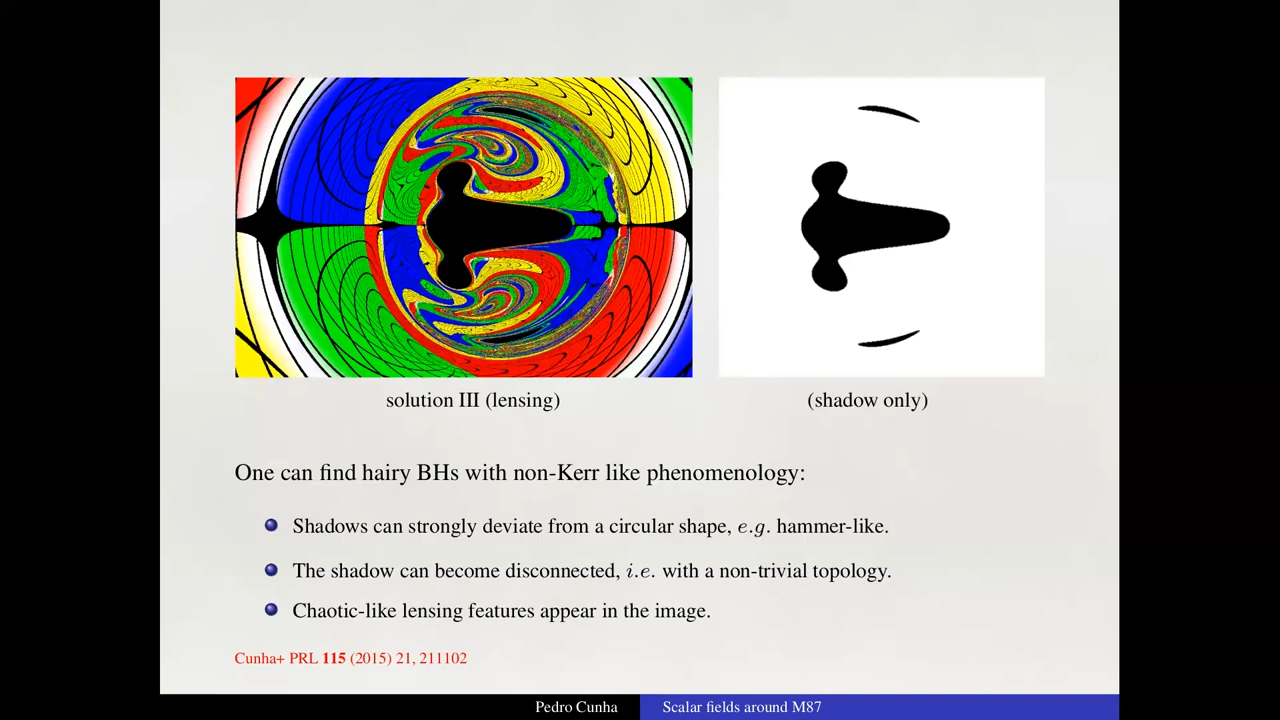 solution III (lensing)
(shadow only)
One can find hairy BHs with non-Kerr like phenomenology:
Shadows can strongly deviate from a circular shape, e.g. hammer-like.
The shadow can become disconnected, i.e. with a non-trivial topology.
Chaotic-like lensing features appear in the image.
Cunha+ PRL 115 (2015) 21, 211102
Pedro Cunha
Scalar fields around M87